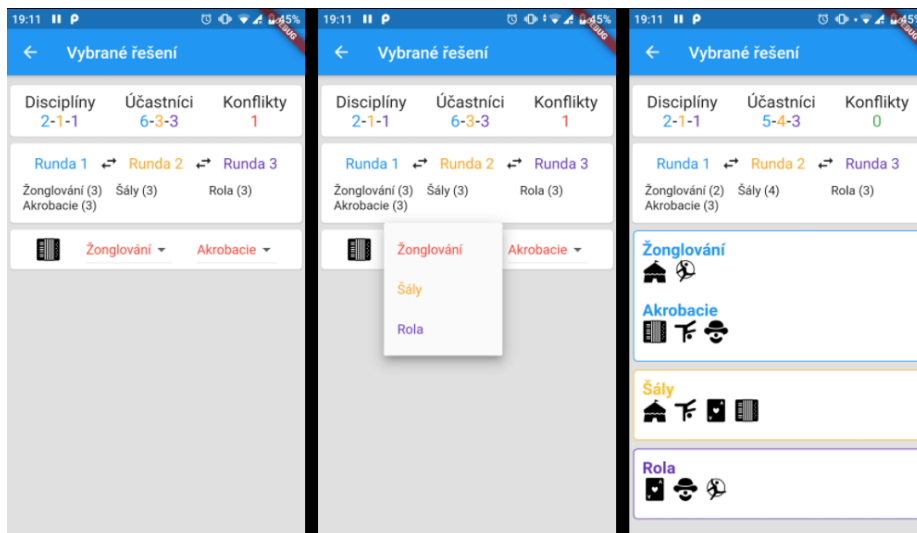 19:11 45%
DEBUG
Vybrané řešení
Disciplíny Účastníci Konflikty
2-1-1 6-3-3 1
Runda 1 Runda 2 Runda 3
Žonglování (3) Šály (3) Rola (3)
Akrobacie (3)
Žonglování Akrobacie
19:11 45%
DEBUG
Vybrané řešení
Disciplíny Účastníci Konflikty
2-1-1 6-3-3 1
Runda 1 Runda 2 Runda 3
Žonglování (3) Šály (3) Rola (3)
Akrobacie (3)
Žonglování Akrobacie
Šály
Rola
19:11 45%
DEBUG
Vybrané řešení
Disciplíny Účastníci Konflikty
2-1-1 5-4-3 0
Runda 1 Runda 2 Runda 3
Žonglování (2) Šály (4) Rola (3)
Akrobacie (3)
Žonglování
Akrobacie
Šály
Rola